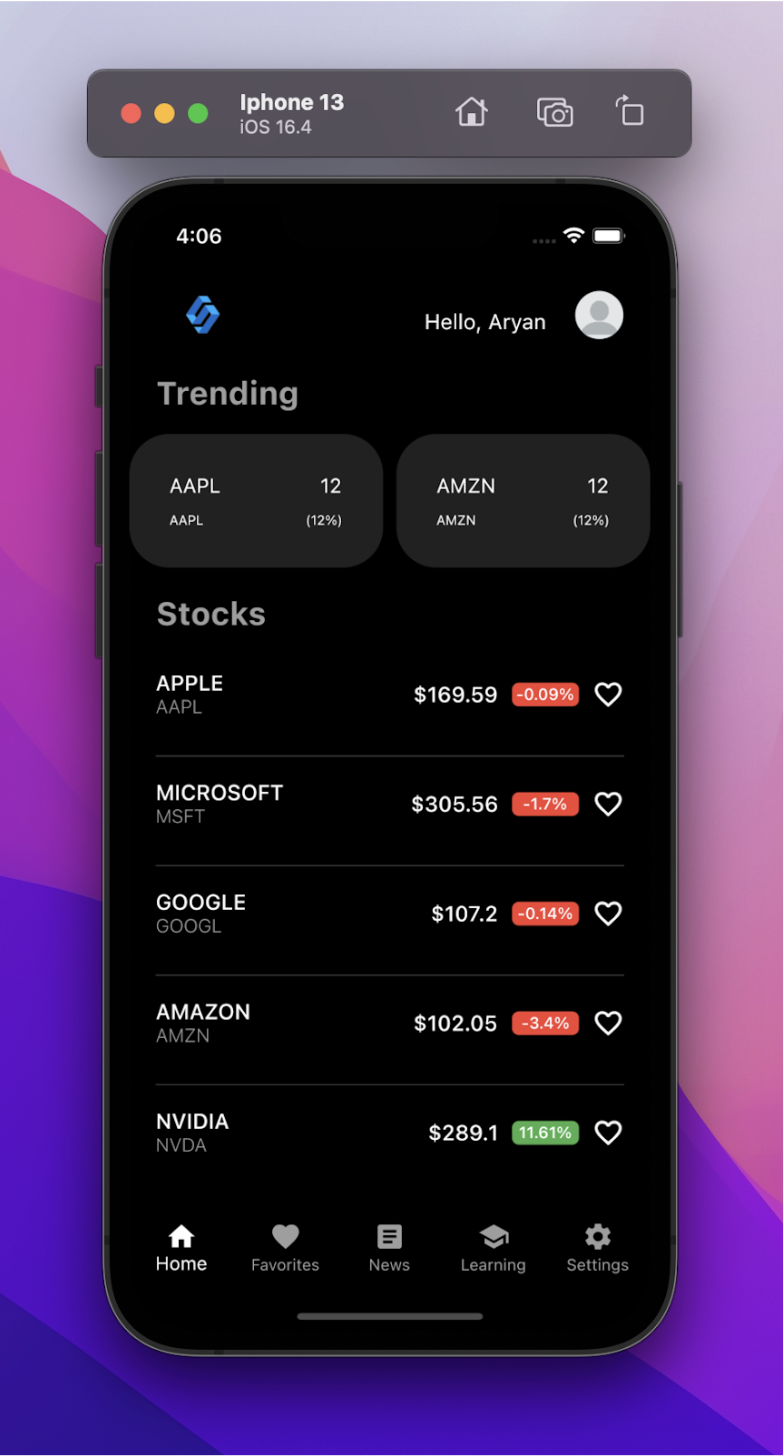 Iphone 13
iOS 16.4
4:06
Hello, Aryan
Trending
AAPL 12
AAPL (12%)
AMZN 12
AMZN (12%)
Stocks
APPLE
AAPL
$169.59 -0.09%
MICROSOFT
MSFT
$305.56 -1.7%
GOOGLE
GOOGL
$107.2 -0.14%
AMAZON
AMZN
$102.05 -3.4%
NVIDIA
NVDA
$289.1 11.61%
Home Favorites News Learning Settings